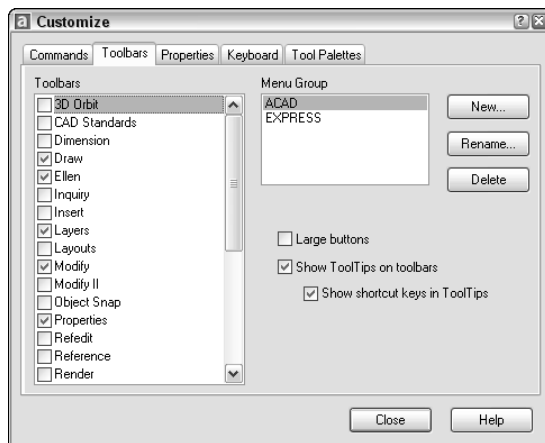 a Customize
Commands Toolbars Properties Keyboard Tool Palettes
Toolbars
3D Orbit
CAD Standards
Dimension
Draw
Ellen
Inquiry
Insert
Layers
Layouts
Modify
Modify II
Object Snap
Properties
Refedit
Reference
Render
Menu Group
ACAD
EXPRESS
New...
Rename...
Delete
Large buttons
Show ToolTips on toolbars
Show shortcut keys in ToolTips
Close Help